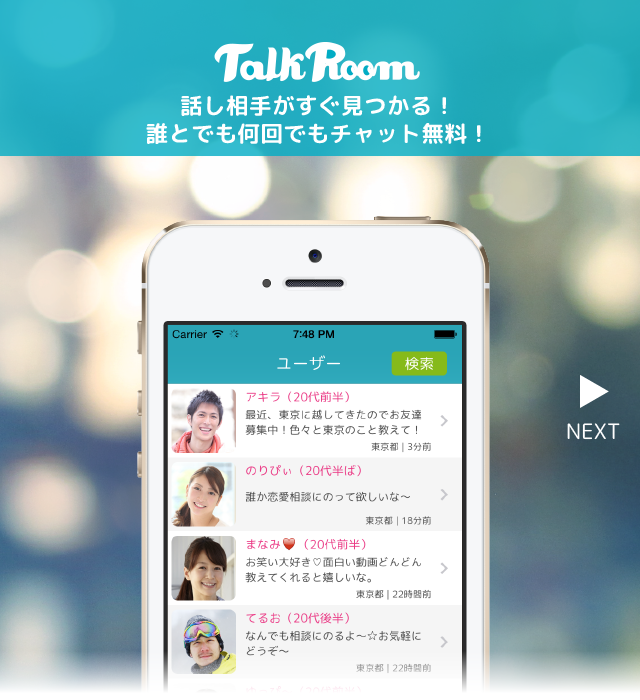 TalkRoom
話し相手がすぐ見つかる！
誰とでも何回でもチャット無料！
Carrier 7:48 PM
ユーザー 検索
アキラ（20代前半）
最近、東京に越してきたのでお友達
募集中！色々と東京のこと教えて！
東京都 | 3分前
NEXT
のりぴぃ（20代半ば）
誰か恋愛相談にのって欲しいな〜
東京都 | 18分前
まなみ❤️（20代前半）
お笑い大好き♡面白い動画どんどん
教えてくれると嬉しいな。
東京都 | 22時間前
てるお（20代後半）
なんでも相談にのるよ〜☆お気軽に
どうぞ〜
東京都 | 22時間前